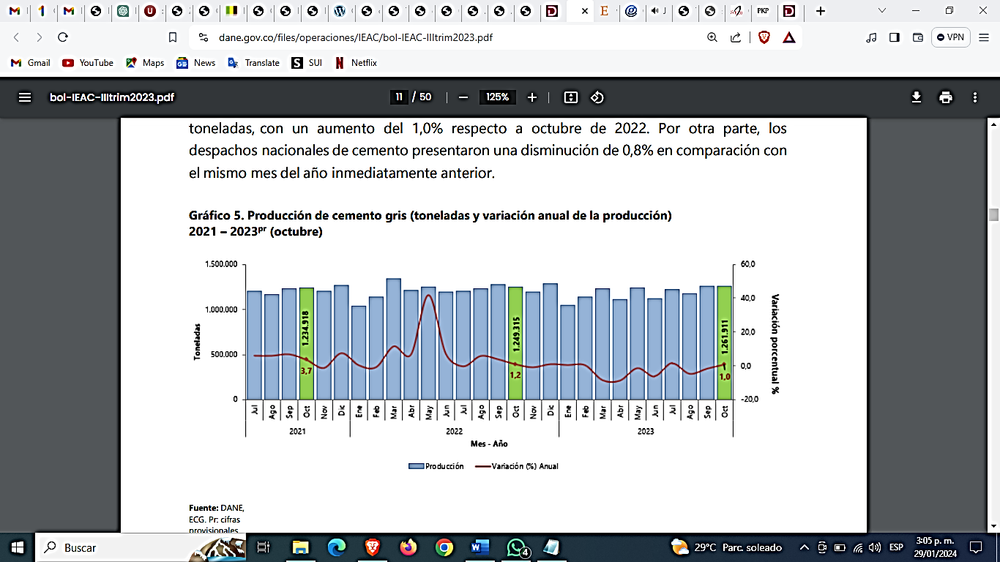 dane.gov.co/files/operaciones/IEAC/bol-IEAC-IIItrim2023.pdf
VPN
Gmail YouTube Maps News Translate SUI Netflix
bol-IEAC-IIItrim2023.pdf
11 / 50
125%
toneladas, con un aumento del 1,0% respecto a octubre de 2022. Por otra parte, los
despachos nacionales de cemento presentaron una disminución de 0,8% en comparación con
el mismo mes del año inmediatamente anterior.
Gráfico 5. Producción de cemento gris (toneladas y variación anual de la producción)
2021 – 2023pr (octubre)
1.500.000
1.000.000
500.000
0
Toneladas
1.234.918
3,7
1.249.315
1,2
1.261.911
1,0
60,0
40,0
20,0
0,0
-20,0
Variación porcentual %
Jul Ago Sep Oct Nov Dic Ene Feb Mar Abr May Jun Jul Ago Sep Oct Nov Dic Ene Feb Mar Abr May Jun Jul Ago Sep Oct
2021 2022 2023
Mes - Año
Producción Variación (%) Anual
Fuente: DANE,
ECG. Pr: cifras
provisionales
Buscar
4
29°C Parc. soleado
ESP
3:05 p. m.
29/01/2024